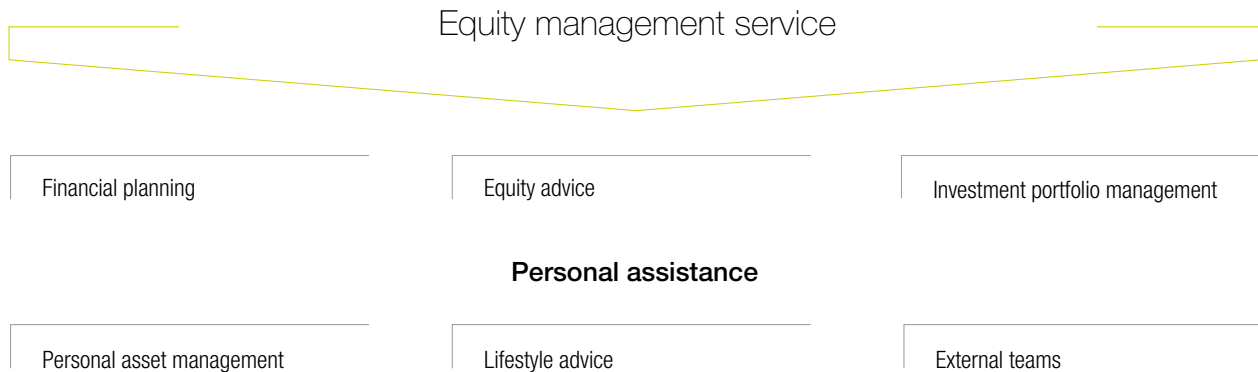 Equity management service
Financial planning
Equity advice
Investment portfolio management
Personal assistance
Personal asset management
Lifestyle advice
External teams